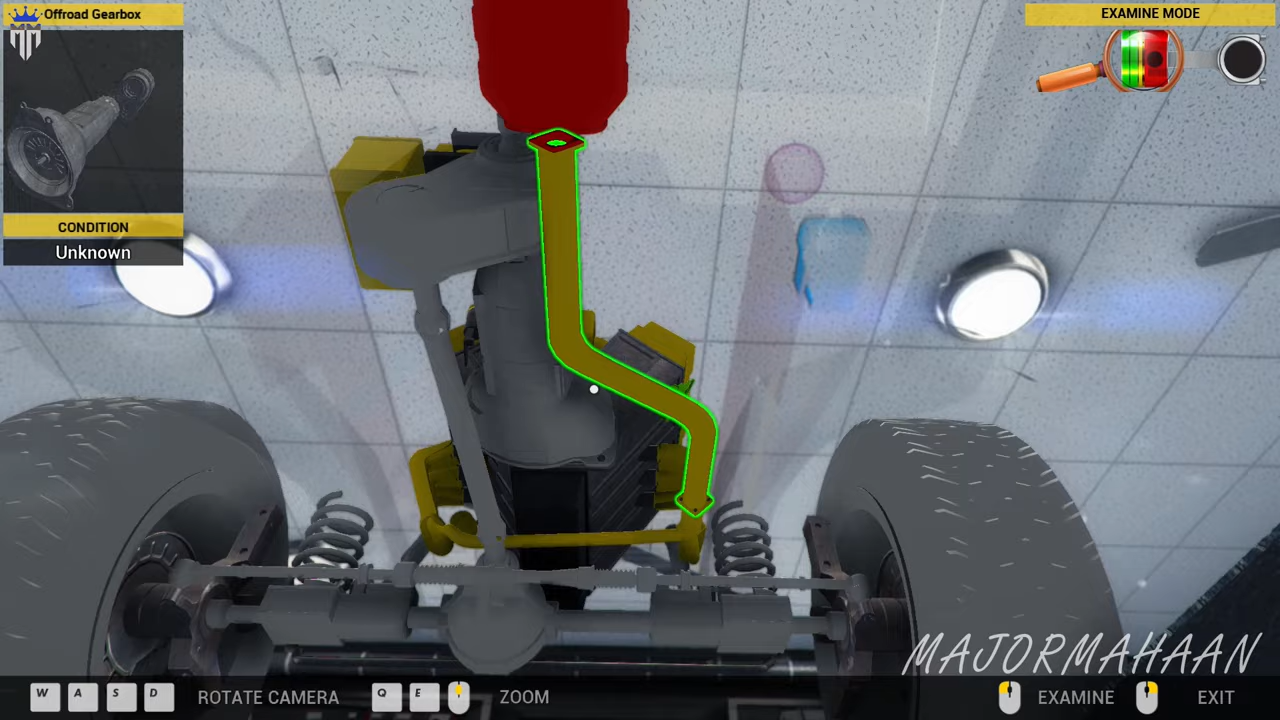 Offroad Gearbox
CONDITION
Unknown
EXAMINE MODE
MAJORMAHAAN
W A S D ROTATE CAMERA Q E ZOOM EXAMINE EXIT